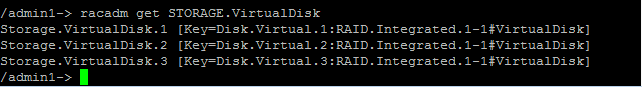 /admin1-> racadm get STORAGE.VirtualDisk
Storage.VirtualDisk.1 [Key=Disk.Virtual.1:RAID.Integrated.1-1#VirtualDisk]
Storage.VirtualDisk.2 [Key=Disk.Virtual.2:RAID.Integrated.1-1#VirtualDisk]
Storage.VirtualDisk.3 [Key=Disk.Virtual.3:RAID.Integrated.1-1#VirtualDisk]
/admin1->